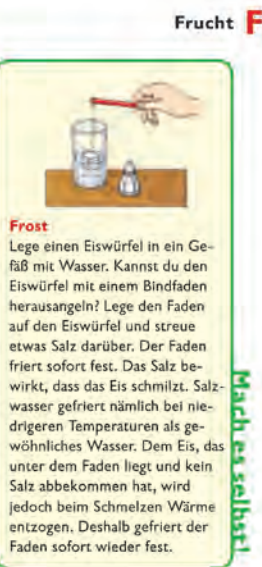 Frucht F
Frost
Lege einen Eiswürfel in ein Ge-
fäß mit Wasser. Kannst du den
Eiswürfel mit einem Bindfaden
herausangeln? Lege den Faden
auf den Eiswürfel und streue
etwas Salz darüber. Der Faden
friert sofort fest. Das Salz be-
wirkt, dass das Eis schmilzt. Salz-
wasser gefriert nämlich bei nie-
drigeren Temperaturen als ge-
wöhnliches Wasser. Dem Eis, das
unter dem Faden liegt und kein
Salz abbekommen hat, wird
jedoch beim Schmelzen Wärme
entzogen. Deshalb gefriert der
Faden sofort wieder fest.
Mach es selbst!